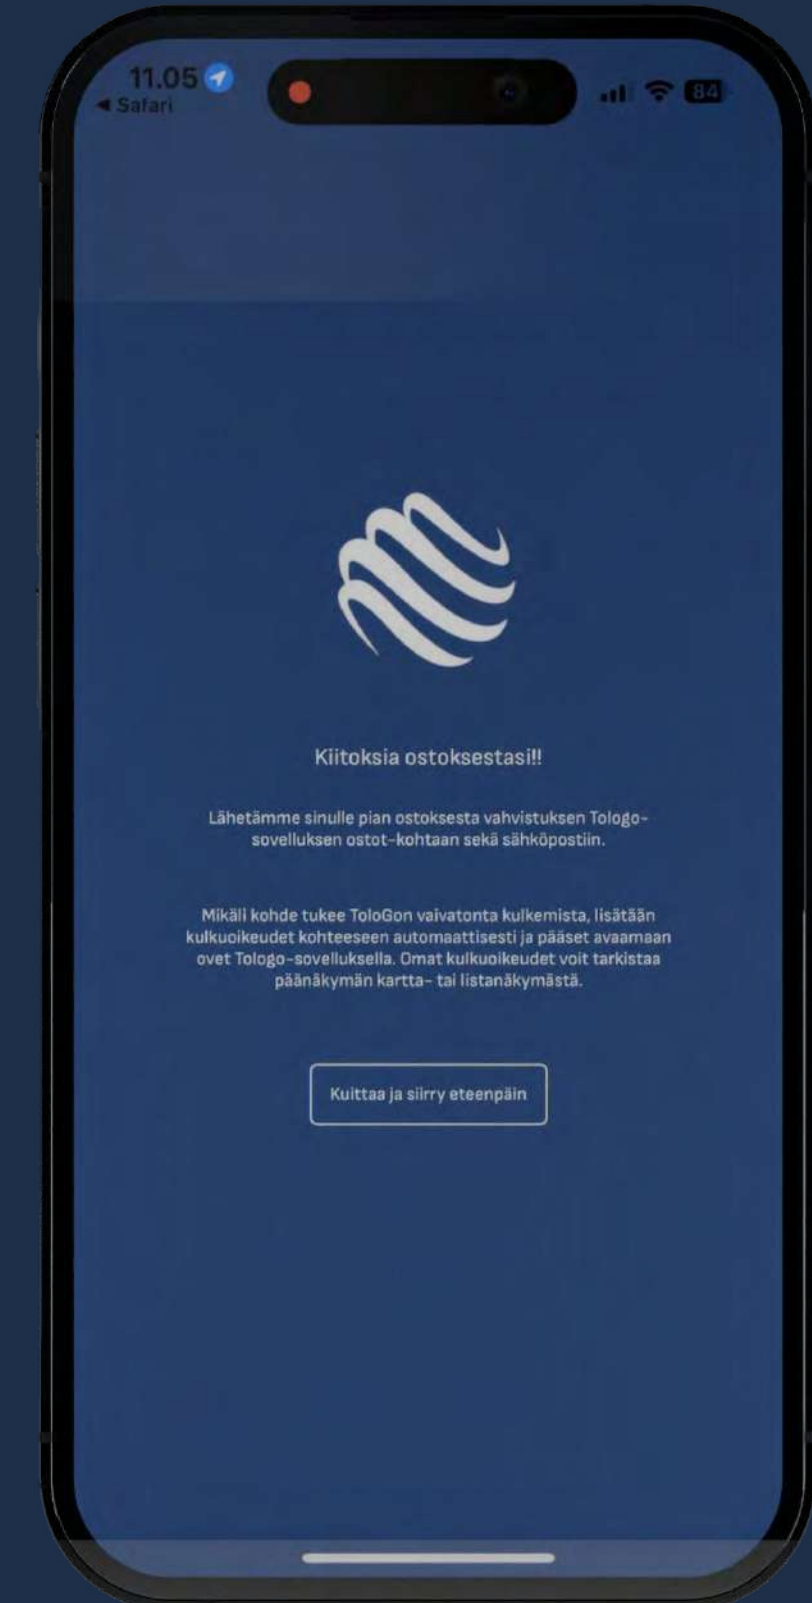 11.05
◀ Safari
84
Kiitoksia ostoksestasi!!
Lähetämme sinulle pian ostoksesta vahvistuksen Tologo-
sovelluksen ostot-kohtaan sekä sähköpostiin.
Mikäli kohde tukee ToloGon vaivatonta kulkemista, lisätään
kulkuoikeudet kohteeseen automaattisesti ja pääset avaamaan
ovet Tologo-sovelluksella. Omat kulkuoikeudet voit tarkistaa
päänäkymän kartta- tai listanäkymästä.
Kuittaa ja siirry eteenpäin